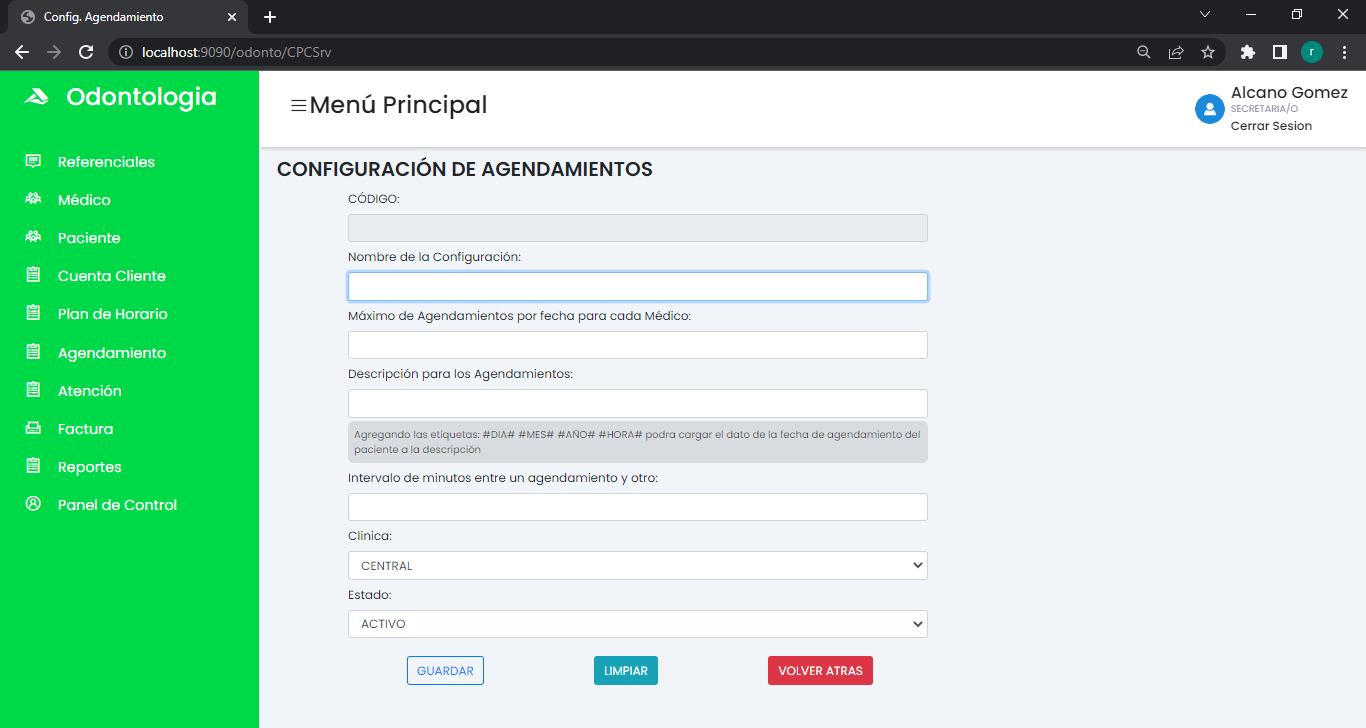 Config. Agendamiento
localhost:9090/odonto/CPCSrv
r
Odontologia
Referenciales
Médico
Paciente
Cuenta Cliente
Plan de Horario
Agendamiento
Atención
Factura
Reportes
Panel de Control
Menú Principal
Alcano Gomez
SECRETARIA/O
Cerrar Sesion
CONFIGURACIÓN DE AGENDAMIENTOS
CÓDIGO:
Nombre de la Configuración:
Máximo de Agendamientos por fecha para cada Médico:
Descripción para los Agendamientos:
Agregando las etiquetas: #DIA# #MES# #AÑO# #HORA# podra cargar el dato de la fecha de agendamiento del
paciente a la descripción
Intervalo de minutos entre un agendamiento y otro:
Clínica:
CENTRAL
Estado:
ACTIVO
GUARDAR
LIMPIAR
VOLVER ATRAS